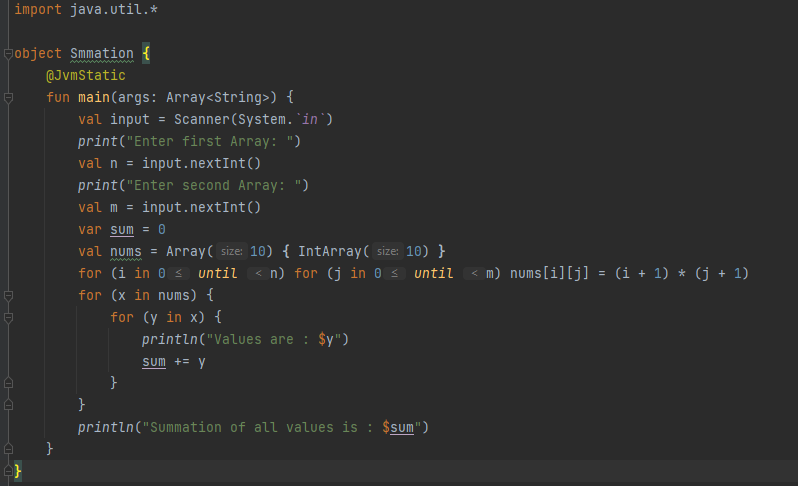 import java.util.*
object Smmation {
@JvmStatic
fun main(args: Array<String>) {
val input = Scanner(System.`in`)
print("Enter first Array: ")
val n = input.nextInt()
print("Enter second Array: ")
val m = input.nextInt()
var sum = 0
val nums = Array( size: 10) { IntArray( size: 10) }
for (i in 0 ≤ until < n) for (j in 0 ≤ until < m) nums[i][j] = (i + 1) * (j + 1)
for (x in nums) {
for (y in x) {
println("Values are : $y")
sum += y
}
}
println("Summation of all values is : $sum")
}
}